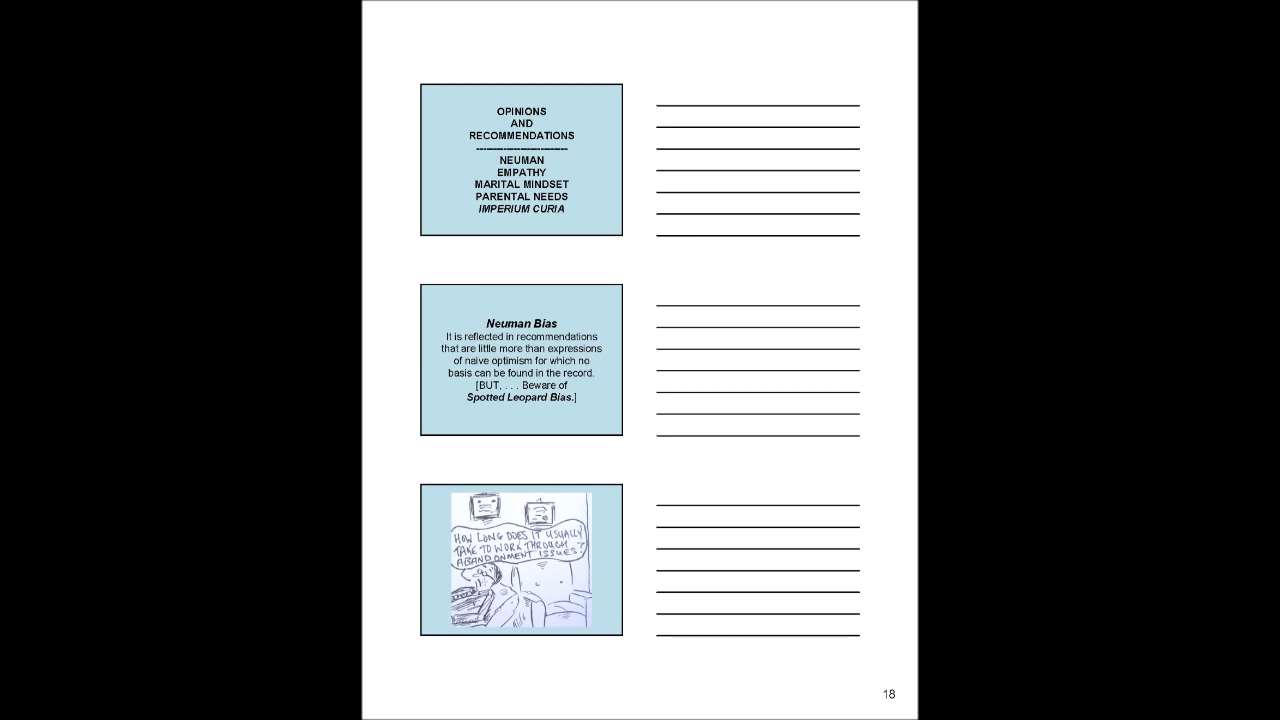 OPINIONS
AND
RECOMMENDATIONS
----------------------------
NEUMAN
EMPATHY
MARITAL MINDSET
PARENTAL NEEDS
IMPERIUM CURIA
Neuman Bias
It is reflected in recommendations
that are little more than expressions
of naive optimism for which no
basis can be found in the record.
[BUT, . . . Beware of
Spotted Leopard Bias.]
HOW LONG DOES IT USUALLY
TAKE TO WORK THROUGH
ABANDONMENT ISSUES?
18